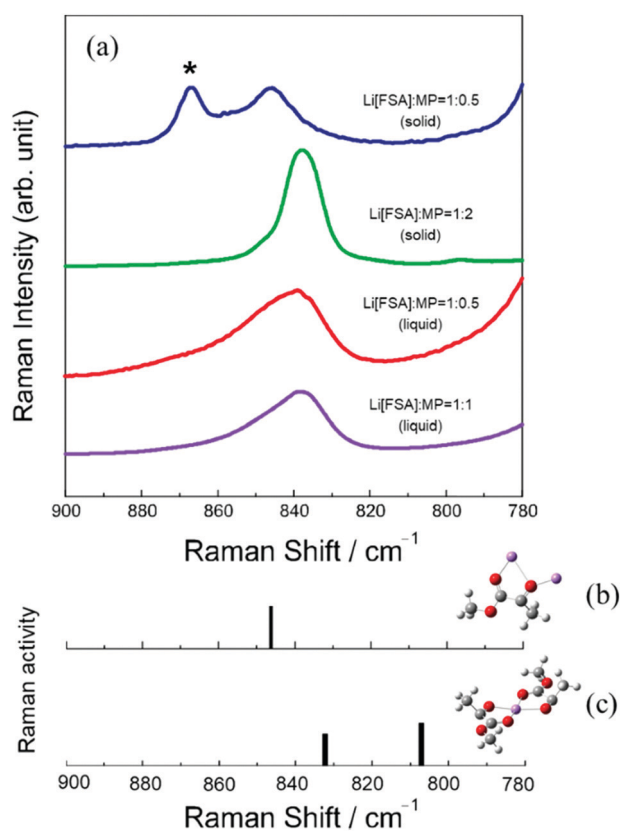 (a)
*
Li[FSA]:MP=1:0.5
(solid)
Li[FSA]:MP=1:2
(solid)
Li[FSA]:MP=1:0.5
(liquid)
Li[FSA]:MP=1:1
(liquid)
Raman Intensity (arb. unit)
900 880 860 840 820 800 780
Raman Shift / cm⁻¹
(b)
(c)
Raman activity
900 880 860 840 820 800 780
Raman Shift / cm⁻¹